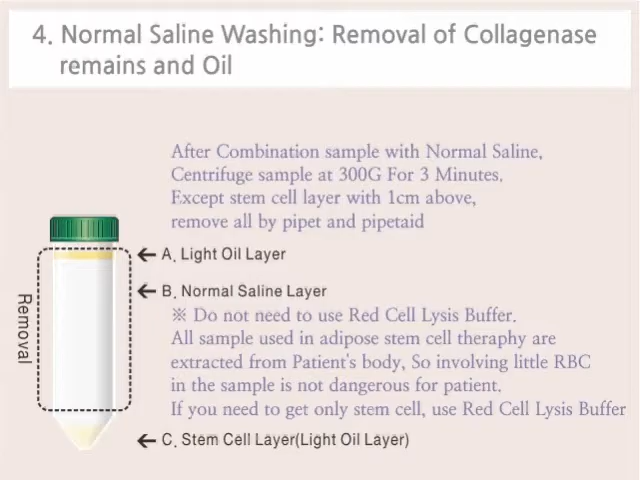 4. Normal Saline Washing: Removal of Collagenase
remains and Oil
After Combination sample with Normal Saline,
Centrifuge sample at 300G For 3 Minutes.
Except stem cell layer with 1cm above,
remove all by pipet and pipetaid
A. Light Oil Layer
B. Normal Saline Layer
※ Do not need to use Red Cell Lysis Buffer.
All sample used in adipose stem cell theraphy are
extracted from Patient's body, So involving little RBC
in the sample is not dangerous for patient.
If you need to get only stem cell, use Red Cell Lysis Buffer
C. Stem Cell Layer(Light Oil Layer)
Removal